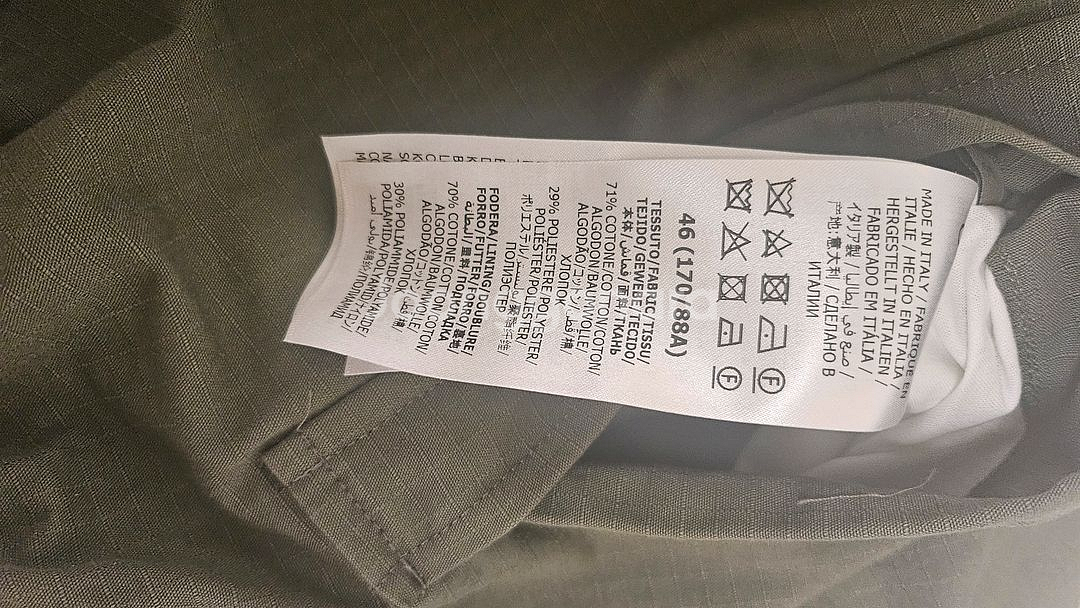 MADE IN ITALY / FABRIQUE EN
ITALIE / HECHO EN ITALIA /
HERGESTELLT IN ITALIEN /
FABRICADO EM ITÁLIA /
イタリア製 / صنع في إيطاليا /
产地:意大利 / СДЕЛАНО В
ИТАЛИИ
46 (170/88A)
TESSUTO/FABRIC/TISSU/
TEJIDO/GEWEBE/TECIDO/
本体/قماش/面料/ТКАНЬ
71% COTONE/COTTON/COTON/
ALGODON/BAUMWOLLE/
ALGODÃO/コットン/قطن/棉/
ХЛОПОК
29% POLIESTERE/POLYESTER/
POLIÉSTER/POLYESTER/
ポリエステル/بوليستر/聚酯纤维/
ПОЛИЭСТЕР
FODERA/LINING/DOUBLURE/
FORRO/FUTTER/FORRO/裏地/
البطانة/里料/ПОДКЛАДКА
70% COTONE/COTTON/COTON/
ALGODON/BAUMWOLLE/
ALGODÃO/コットン/قطن/棉/
ХЛОПОК
30% POLIAMMIDE/POLYAMIDE/
POLIAMIDA/POLYAMID/